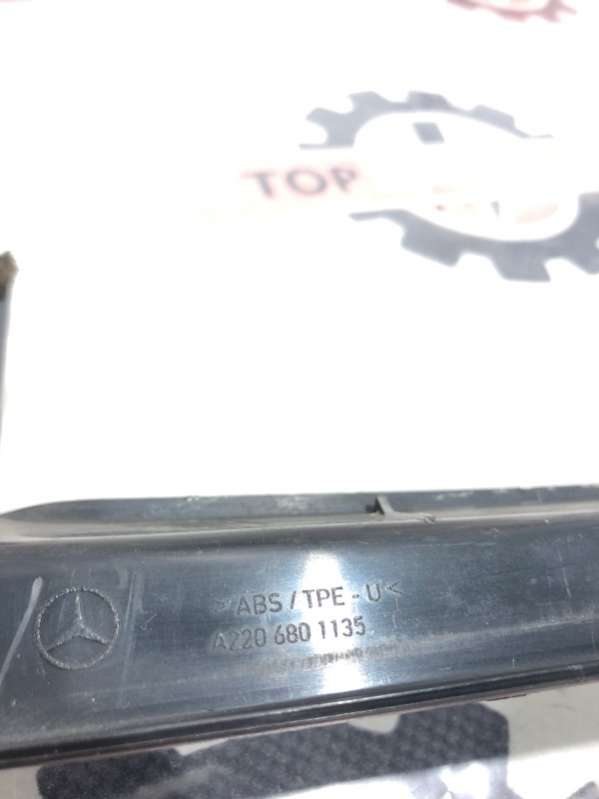 TOP
>ABS / TPE - U<
A220 680 1135